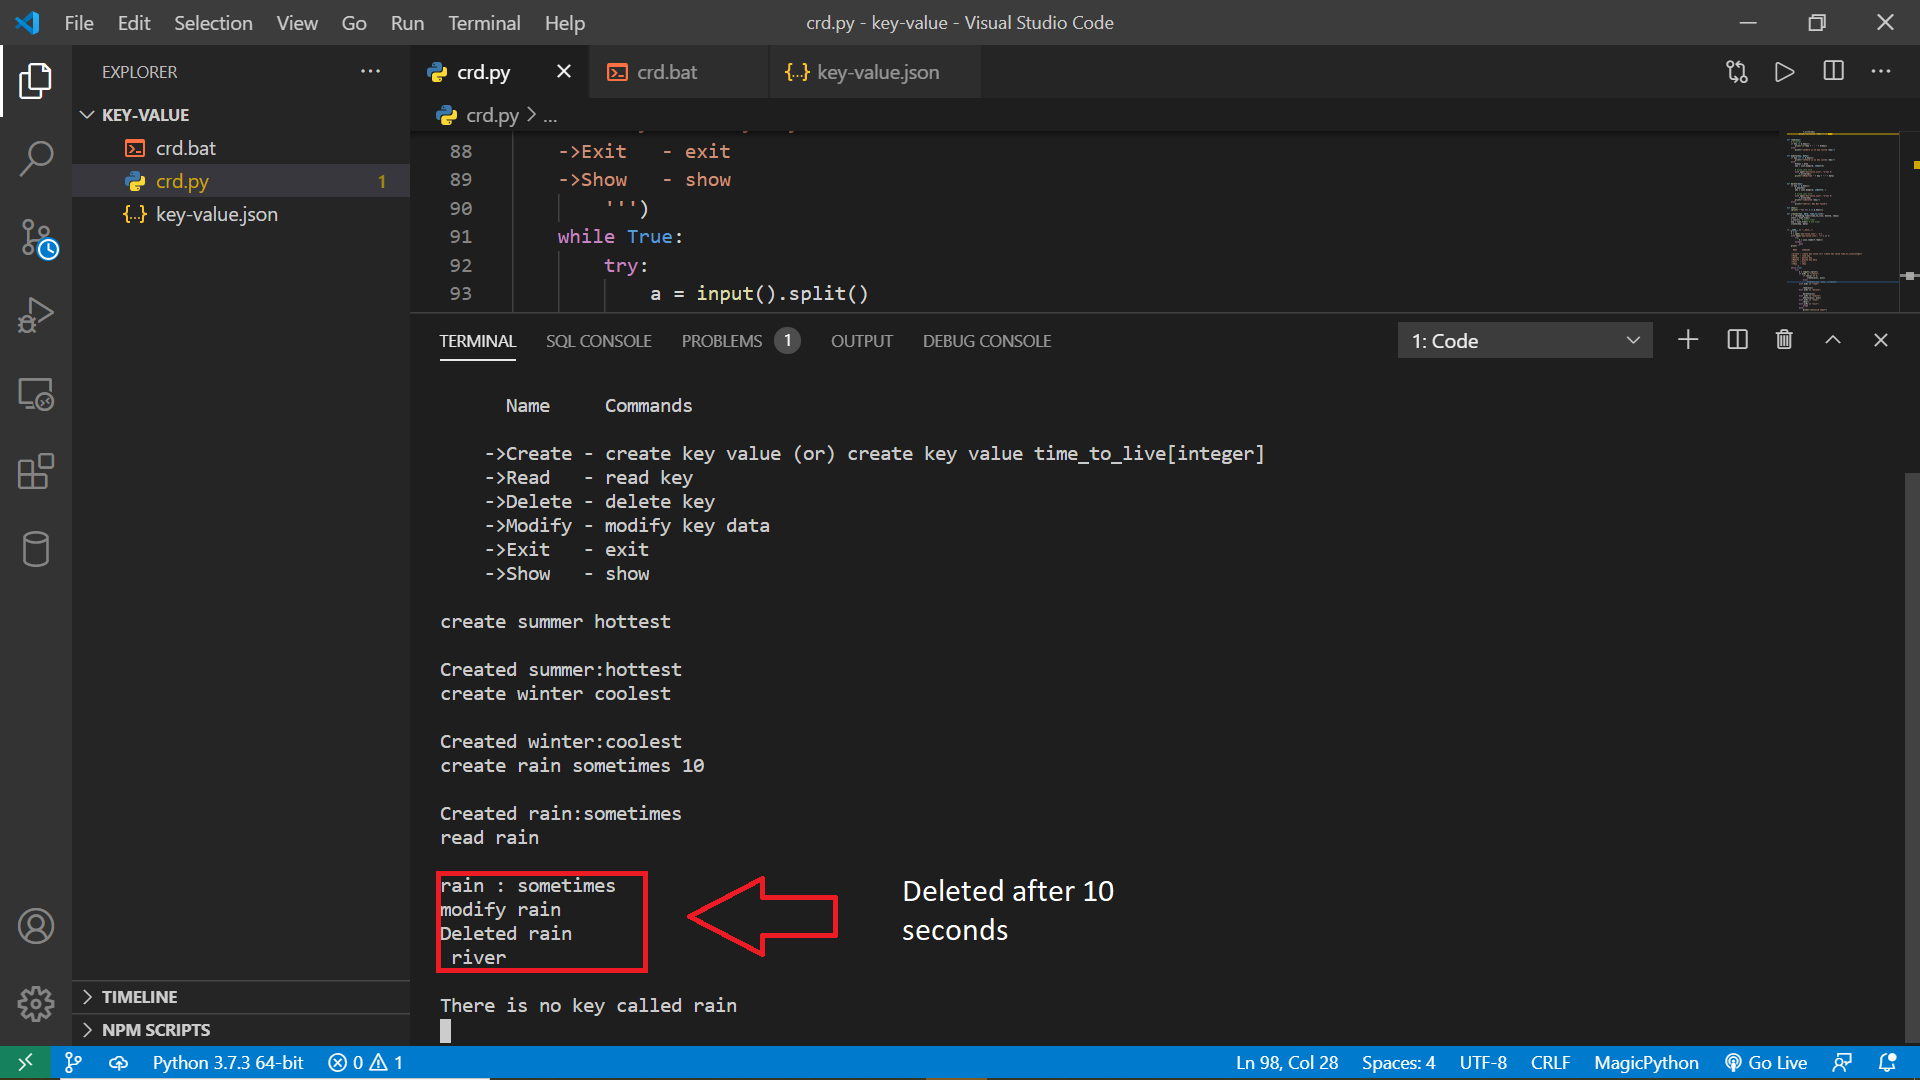 File Edit Selection View Go Run Terminal Help
crd.py - key-value - Visual Studio Code
EXPLORER
KEY-VALUE
crd.bat
crd.py 1
key-value.json
TIMELINE
NPM SCRIPTS
crd.py crd.bat key-value.json
crd.py > ...
88 ->Exit - exit
89 ->Show - show
90 ''')
91 while True:
92 try:
93 a = input().split()
TERMINAL SQL CONSOLE PROBLEMS 1 OUTPUT DEBUG CONSOLE
1: Code
Name Commands
->Create - create key value (or) create key value time_to_live[integer]
->Read - read key
->Delete - delete key
->Modify - modify key data
->Exit - exit
->Show - show
create summer hottest
Created summer:hottest
create winter coolest
Created winter:coolest
create rain sometimes 10
Created rain:sometimes
read rain
rain : sometimes
modify rain
Deleted rain
river
Deleted after 10
seconds
There is no key called rain
Python 3.7.3 64-bit 0 1
Ln 98, Col 28 Spaces: 4 UTF-8 CRLF MagicPython Go Live